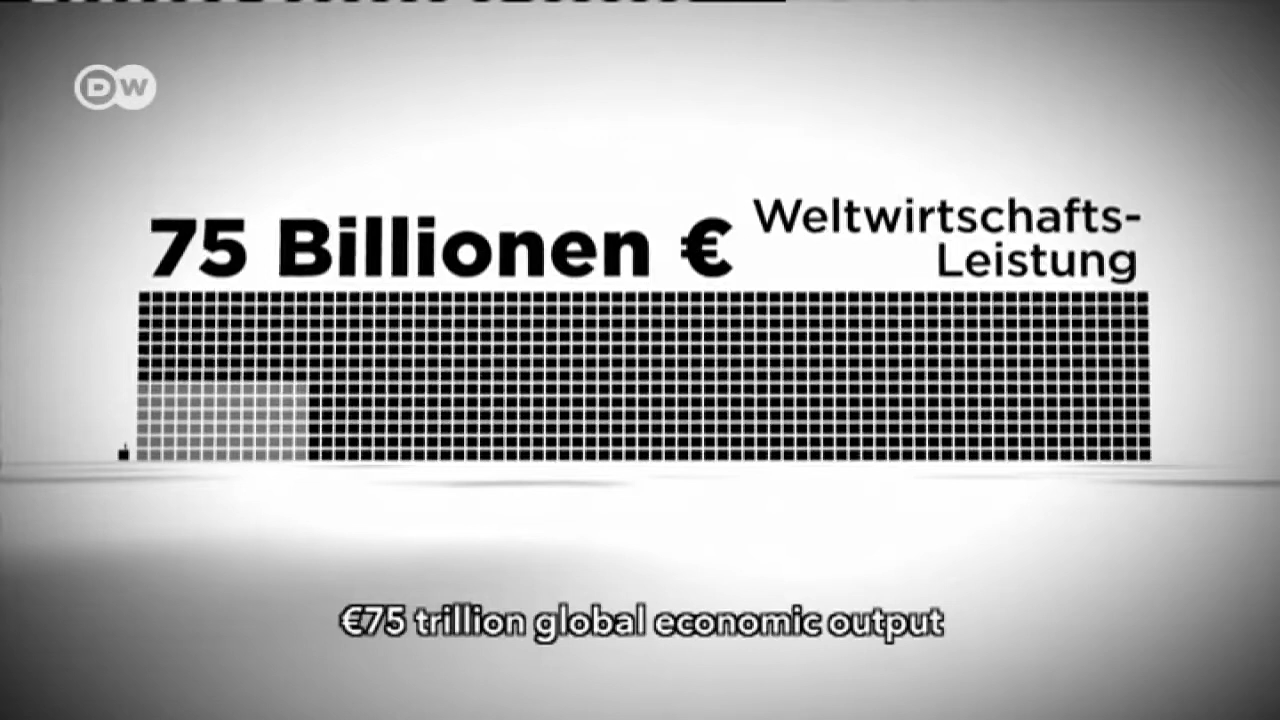 DW
75 Billionen €
Weltwirtschafts-
Leistung
€75 trillion global economic output